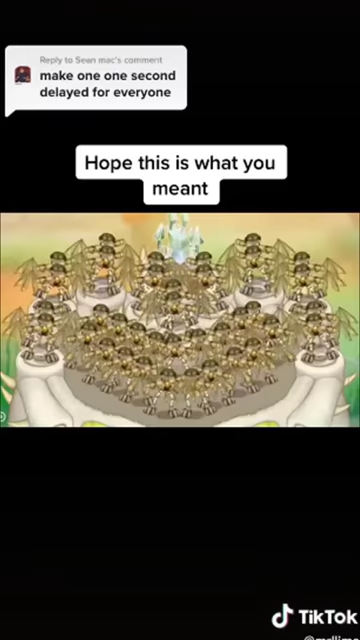 Reply to Sean mac's comment
make one one second
delayed for everyone
Hope this is what you
meant
TikTok